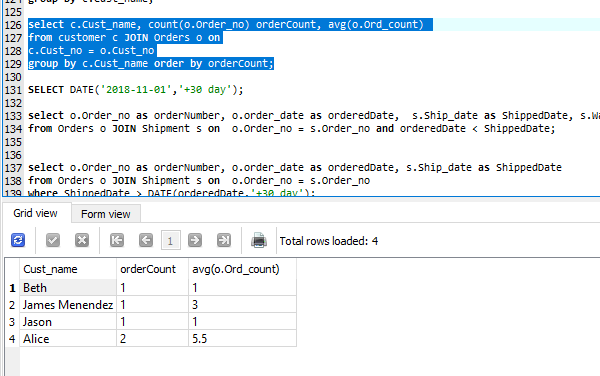 124 group by c.Cust_name;
125
126 select c.Cust_name, count(o.Order_no) orderCount, avg(o.Ord_count)
127 from customer c JOIN Orders o on
128 c.Cust_no = o.Cust_no
129 group by c.Cust_name order by orderCount;
130
131 SELECT DATE('2018-11-01','+30 day');
132
133 select o.Order_no as orderNumber, o.order_date as orderedDate, s.Ship_date as ShippedDate, s.Wa
134 from Orders o JOIN Shipment s on o.Order_no = s.Order_no and orderedDate < ShippedDate;
135
136
137 select o.Order_no as orderNumber, o.order_date as orderedDate, s.Ship_date as ShippedDate
138 from Orders o JOIN Shipment s on o.Order_no = s.Order_no
139 where ShippedDate > DATE(orderedDate,'+30 day');
Grid view Form view
1 Total rows loaded: 4
Cust_name orderCount avg(o.Ord_count)
1 Beth 1 1
2 James Menendez 1 3
3 Jason 1 1
4 Alice 2 5.5